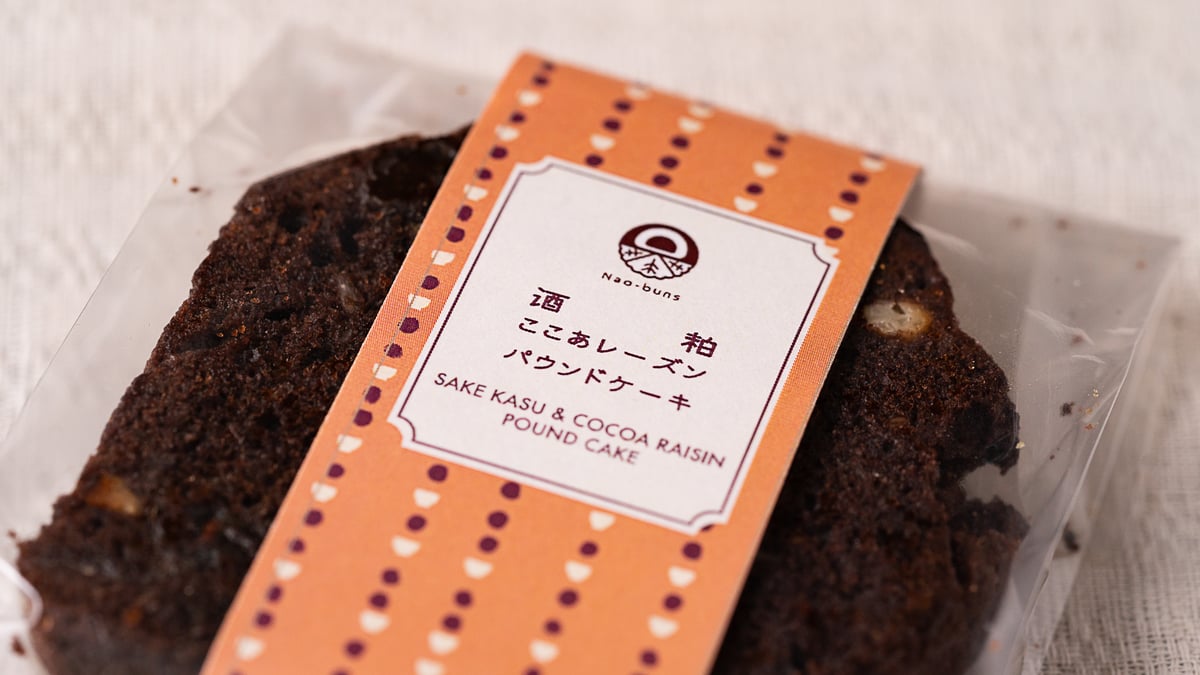 Nao-buns
酒粕
ここあレーズン
パウンドケーキ
SAKE KASU & COCOA RAISIN
POUND CAKE